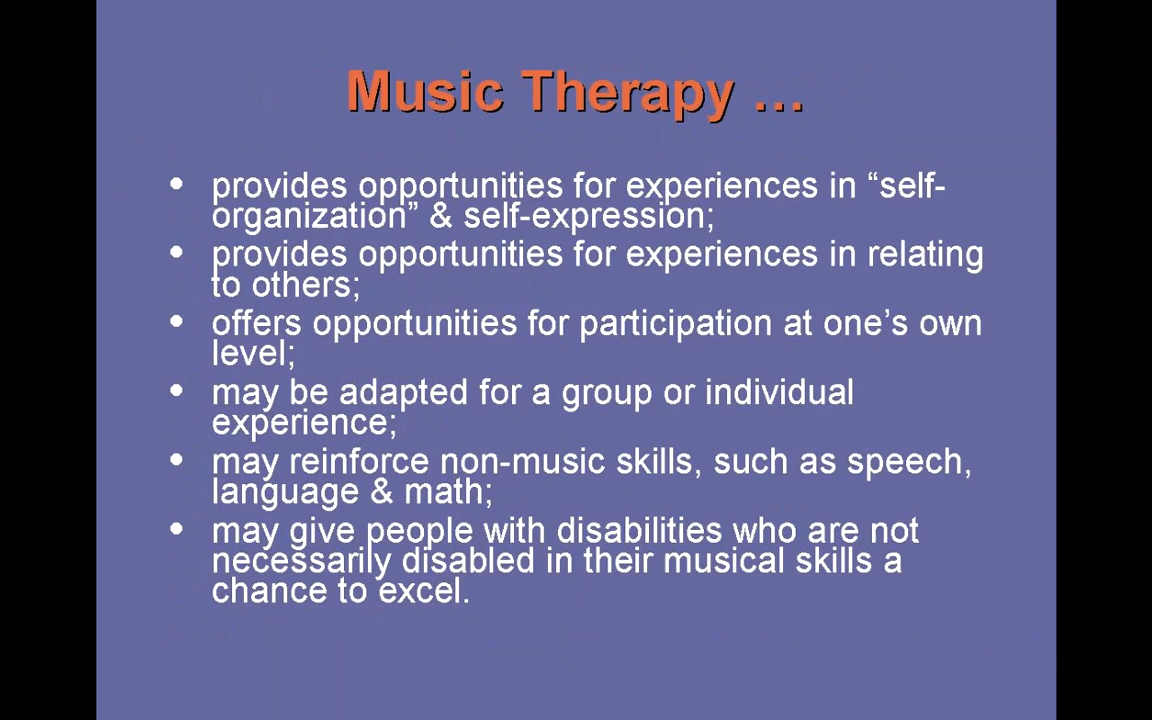 Music Therapy …
• provides opportunities for experiences in “self-
organization” & self-expression;
• provides opportunities for experiences in relating
to others;
• offers opportunities for participation at one’s own
level;
• may be adapted for a group or individual
experience;
• may reinforce non-music skills, such as speech,
language & math;
• may give people with disabilities who are not
necessarily disabled in their musical skills a
chance to excel.